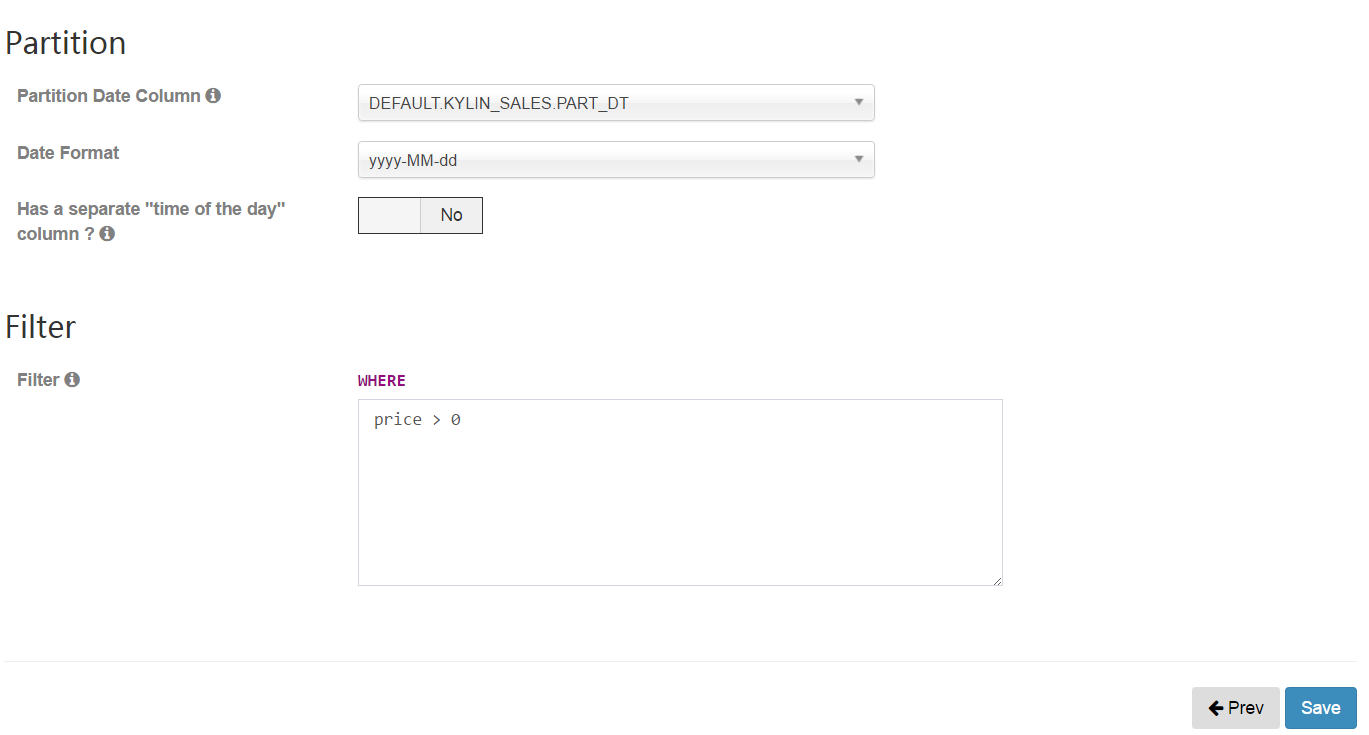 Partition
Partition Date Column
DEFAULT.KYLIN_SALES.PART_DT
Date Format
yyyy-MM-dd
Has a separate "time of the day"
column ?
No
Filter
Filter
WHERE
price > 0
Prev
Save